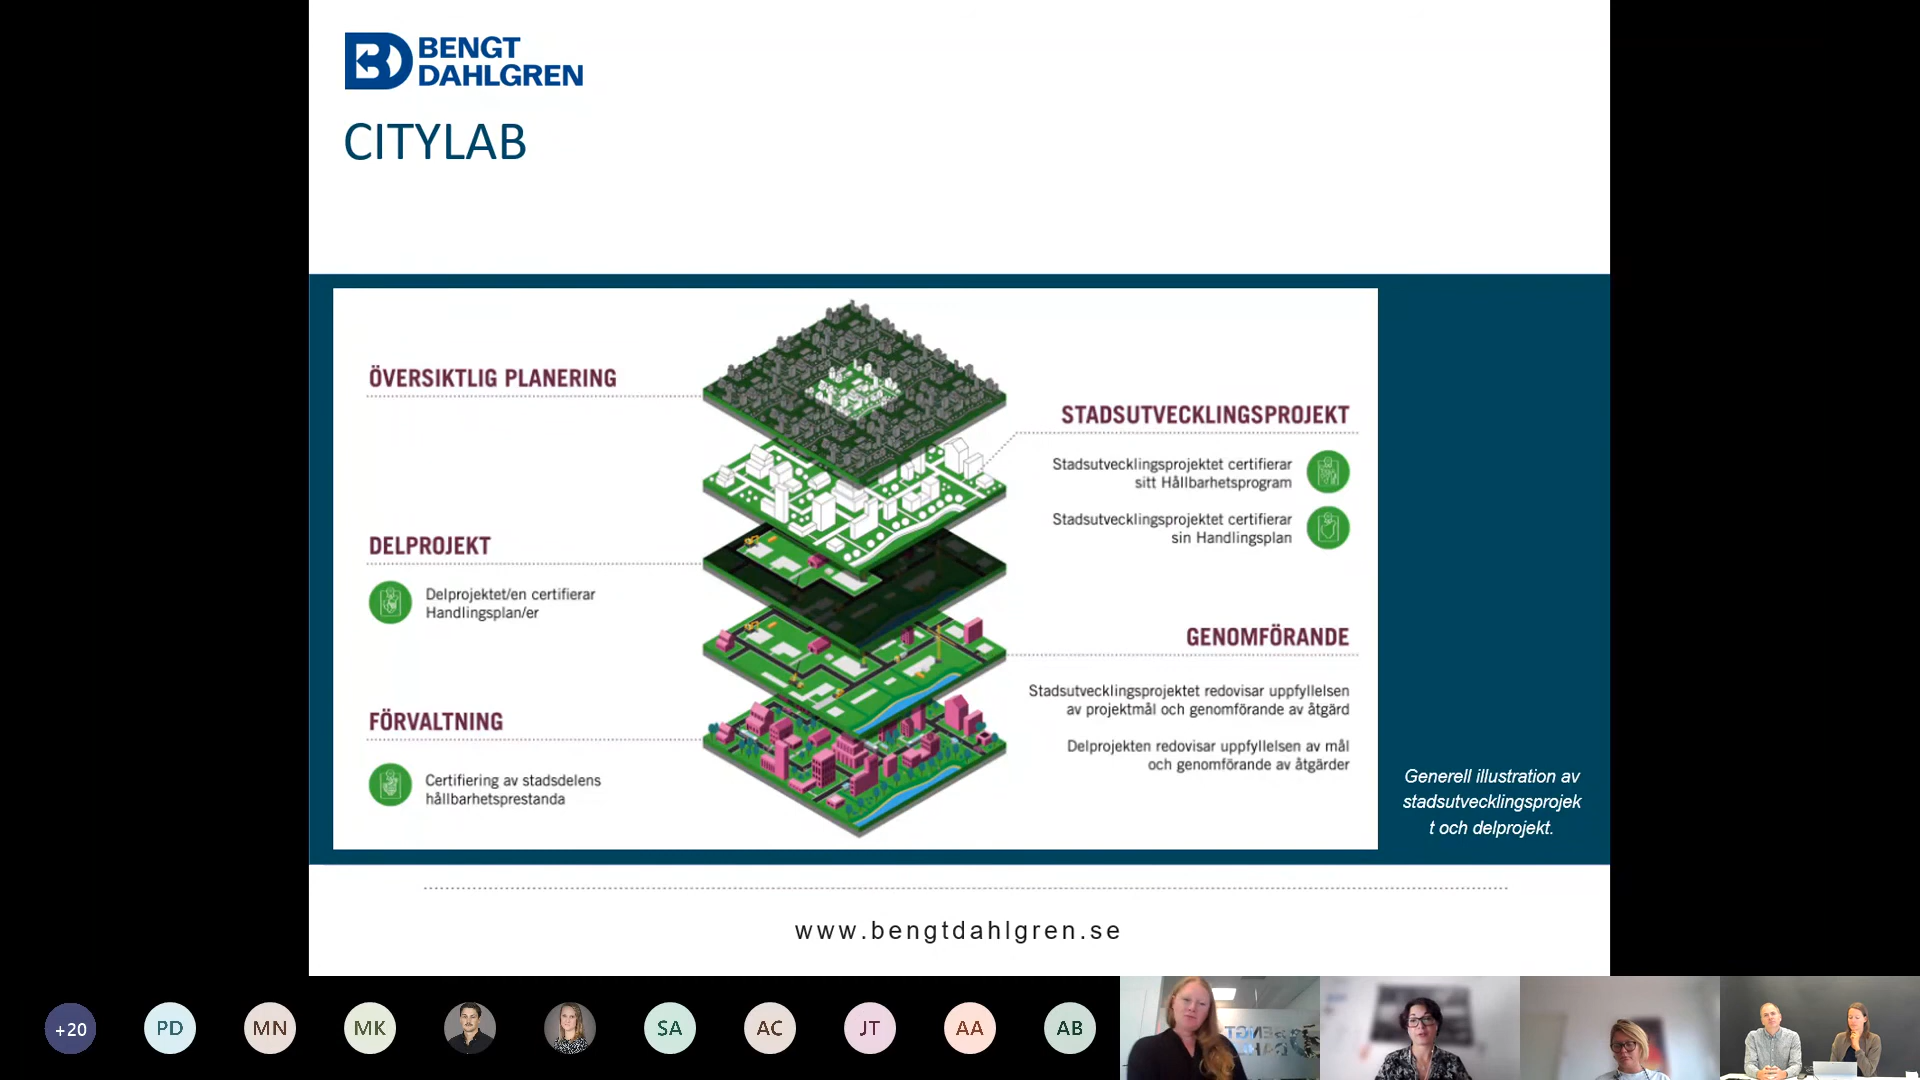 BENGT
DAHLGREN
CITYLAB
ÖVERSIKTLIG PLANERING
STADSUTVECKLINGSPROJEKT
Stadsutvecklingsprojektet certifierar
sitt Hållbarhetsprogram
Stadsutvecklingsprojektet certifierar
sin Handlingsplan
DELPROJEKT
Delprojektet/en certifierar
Handlingsplan/er
GENOMFÖRANDE
Stadsutvecklingsprojektet redovisar uppfyllelsen
av projektmål och genomförande av åtgärd
Delprojekten redovisar uppfyllelsen av mål
och genomförande av åtgärder
FÖRVALTNING
Certifiering av stadsdelens
hållbarhetsprestanda
Generell illustration av
stadsutvecklingsprojek
t och delprojekt.
www.bengtdahlgren.se
+20
PD
MN
MK
SA
AC
JT
AA
AB